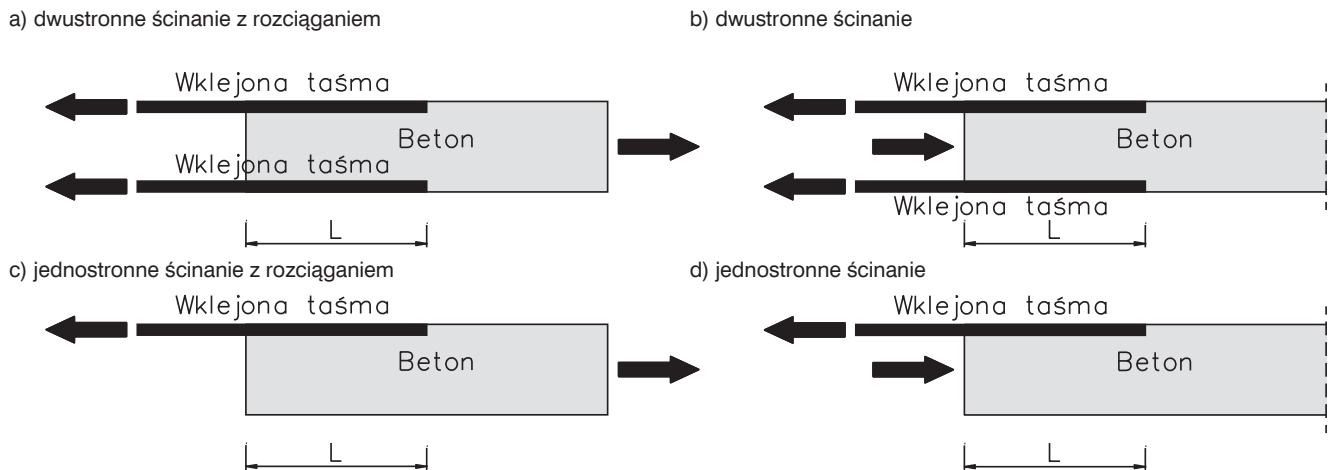 a) dwustronne ścinanie z rozciąganiem
Wklejona taśma
Beton
Wklejona taśma
L
b) dwustronne ścinanie
Wklejona taśma
Beton
Wklejona taśma
L
c) jednostronne ścinanie z rozciąganiem
Wklejona taśma
Beton
L
d) jednostronne ścinanie
Wklejona taśma
Beton
L